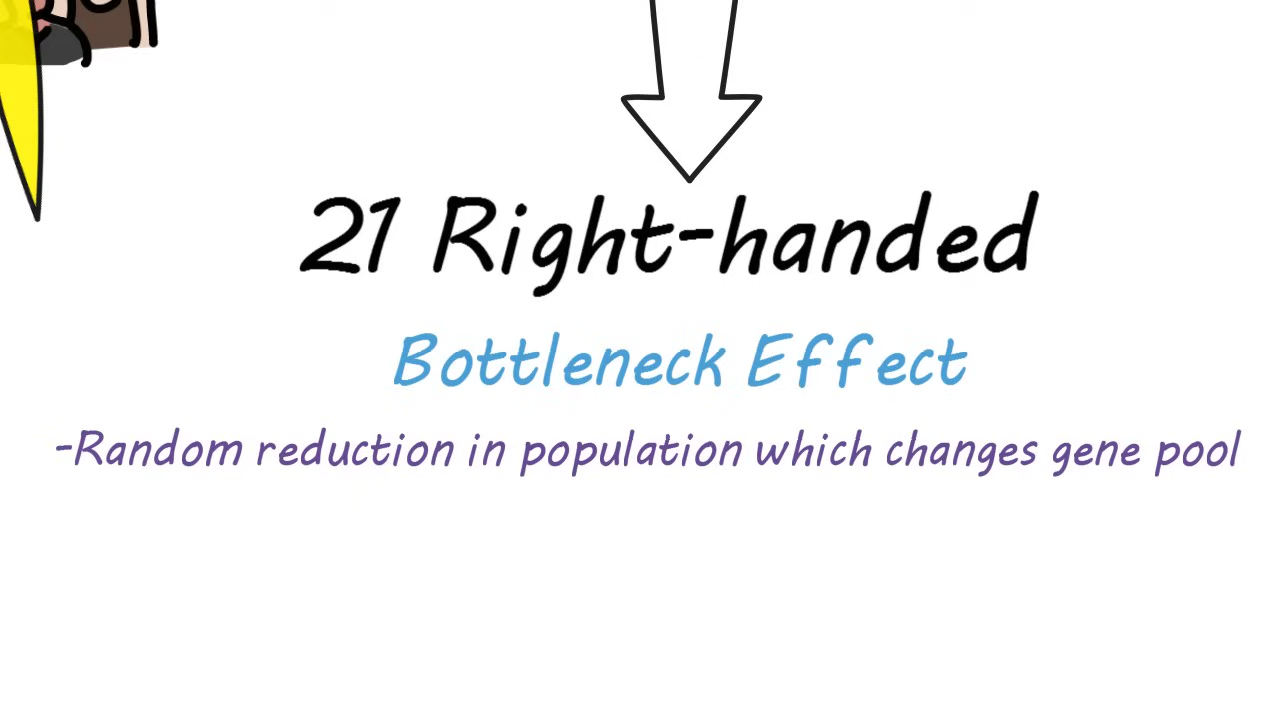 21 Right-handed
Bottleneck Effect
-Random reduction in population which changes gene pool